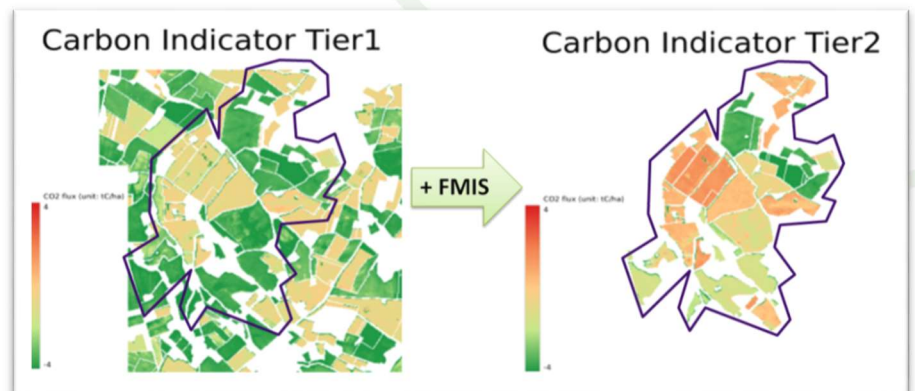 Carbon Indicator Tier1
Carbon Indicator Tier2
CO2 flux (unit: tC/ha)
4
-4
+ FMIS
CO2 flux (unit: tC/ha)
4
-4